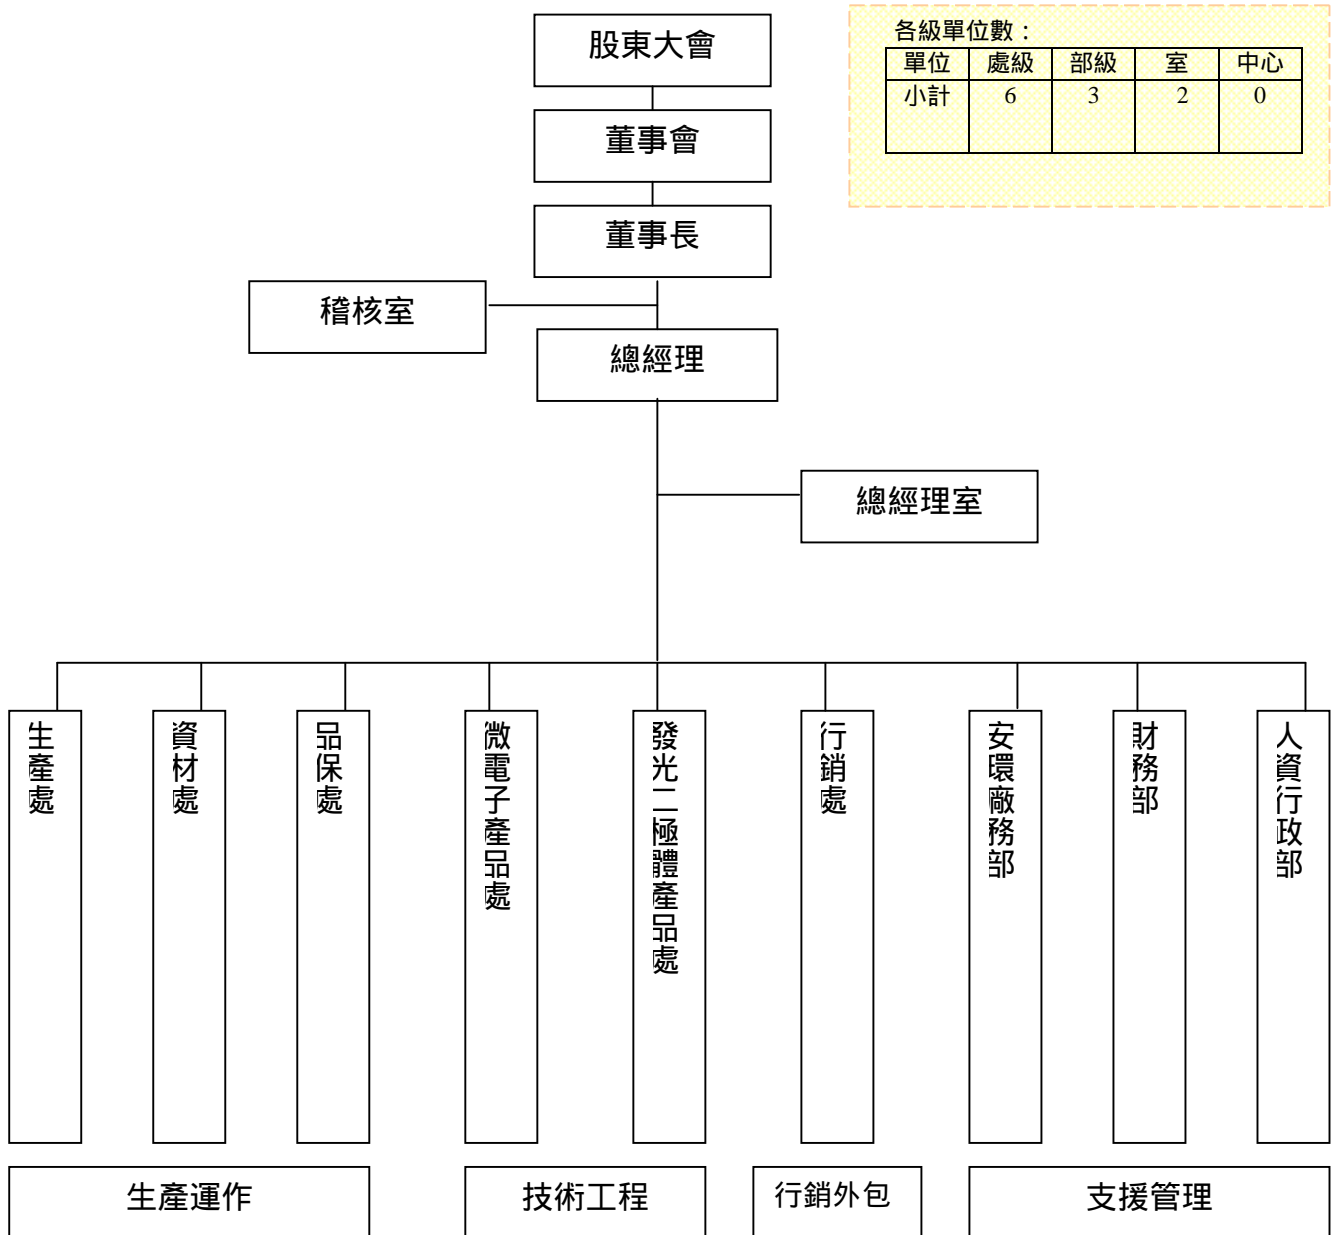 股東大會
各級單位數：
單位 處級 部級 室 中心
小計 6 3 2 0
董事會
董事長
稽核室
總經理
總經理室
生產處
資材處
品保處
微電子產品處
發光二極體產品處
行銷處
安環廠務部
財務部
人資行政部
生產運作
技術工程
行銷外包
支援管理